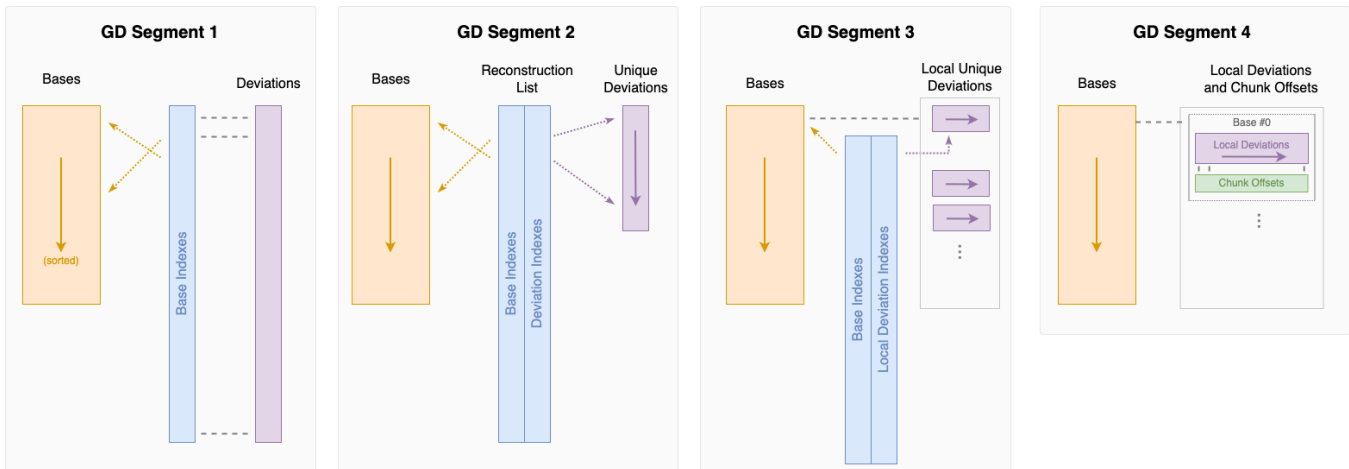 GD Segment 1
Bases
Deviations
(sorted)
Base Indexes
GD Segment 2
Bases
Reconstruction
List
Unique
Deviations
Base Indexes
Deviation Indexes
GD Segment 3
Bases
Local Unique
Deviations
Base Indexes
Local Deviation Indexes
GD Segment 4
Bases
Local Deviations
and Chunk Offsets
Base #0
Local Deviations
Chunk Offsets